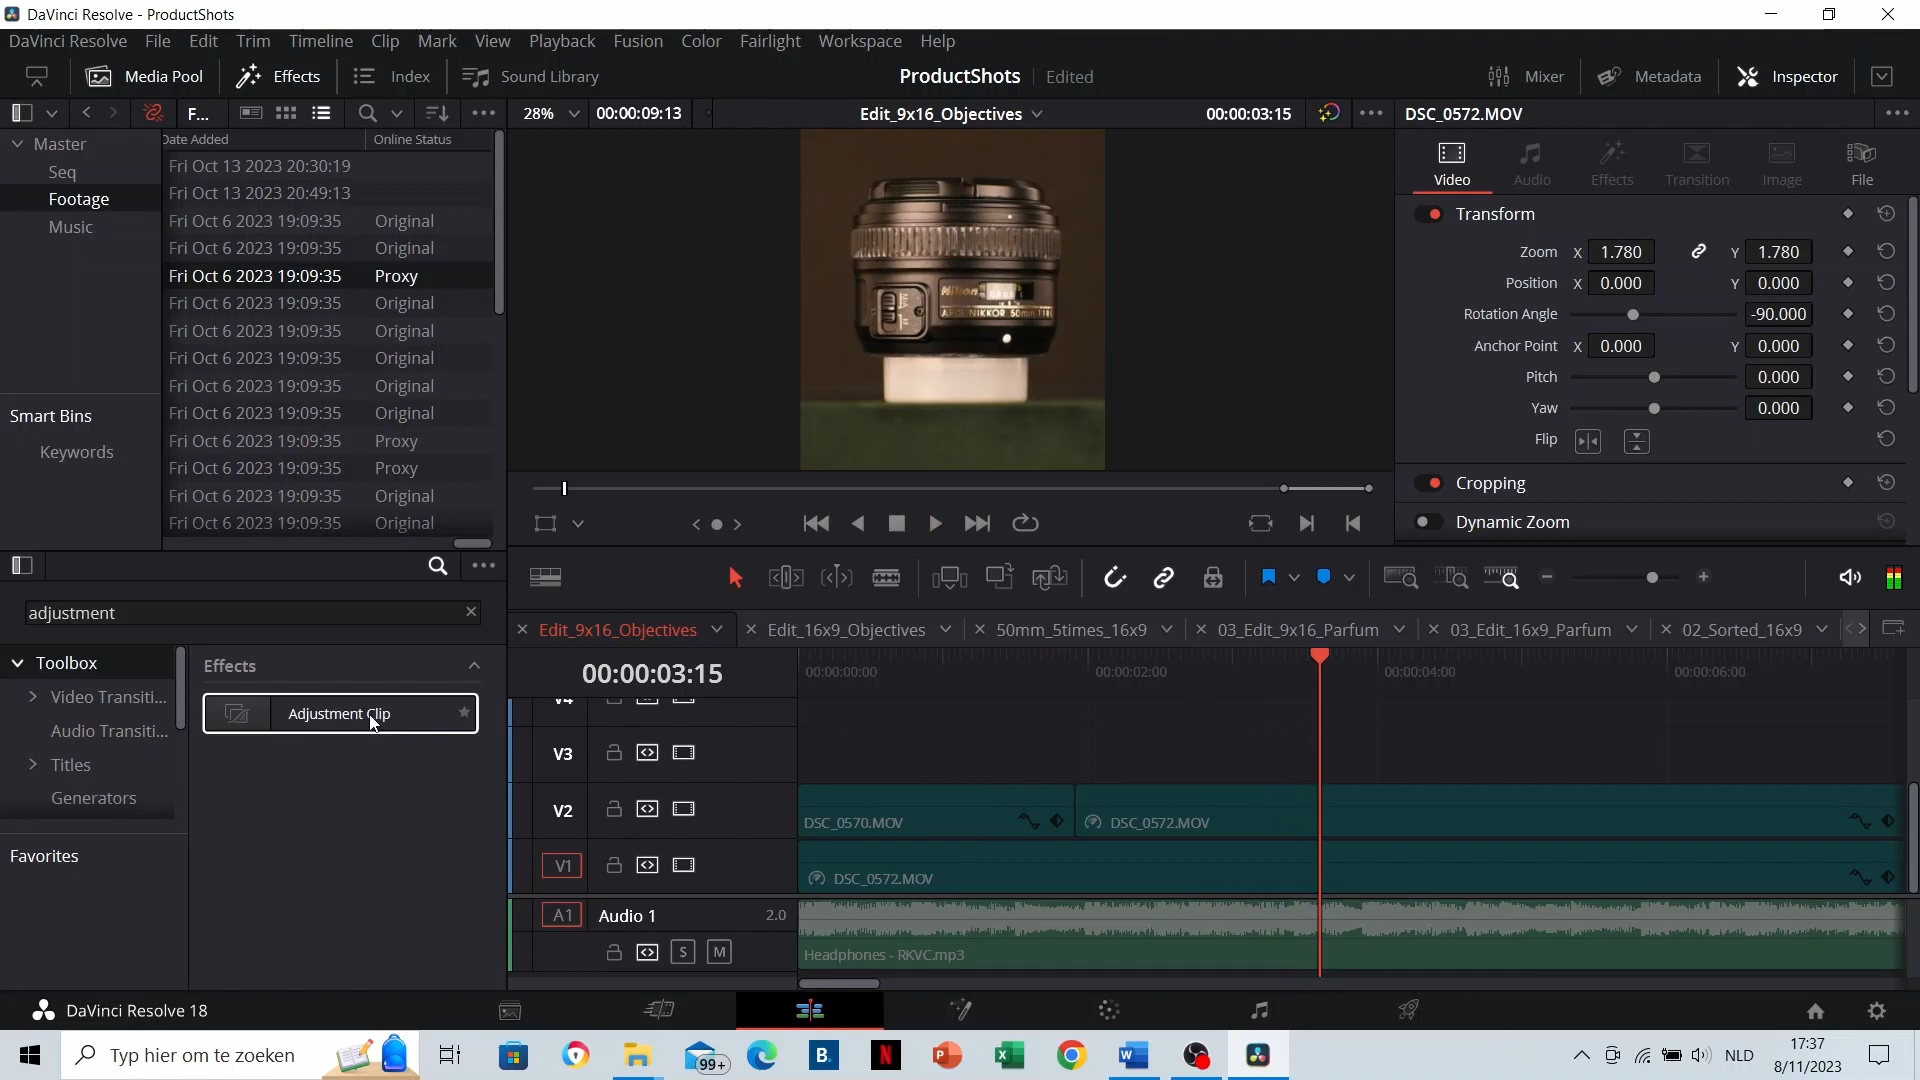 DaVinci Resolve - ProductShots
DaVinci Resolve File Edit Trim Timeline Clip Mark View Playback Fusion Color Fairlight Workspace Help
Media Pool Effects Index Sound Library ProductShots Edited Mixer Metadata Inspector
F... 28% 00:00:09:13 Edit_9x16_Objectives 00:00:03:15 DSC_0572.MOV
Master
Seq
Footage
Music
Smart Bins
Keywords
Date Added Online Status
Fri Oct 13 2023 20:30:19
Fri Oct 13 2023 20:49:13
Fri Oct 6 2023 19:09:35 Original
Fri Oct 6 2023 19:09:35 Original
Fri Oct 6 2023 19:09:35 Proxy
Fri Oct 6 2023 19:09:35 Original
Fri Oct 6 2023 19:09:35 Original
Fri Oct 6 2023 19:09:35 Original
Fri Oct 6 2023 19:09:35 Original
Fri Oct 6 2023 19:09:35 Original
Fri Oct 6 2023 19:09:35 Proxy
Fri Oct 6 2023 19:09:35 Proxy
Fri Oct 6 2023 19:09:35 Original
Fri Oct 6 2023 19:09:35 Original
Nikon
NIKKOR 50mm
Video Audio Effects Transition Image File
Transform
Zoom X 1.780 Y 1.780
Position X 0.000 Y 0.000
Rotation Angle -90.000
Anchor Point X 0.000 Y 0.000
Pitch 0.000
Yaw 0.000
Flip
Cropping
Dynamic Zoom
adjustment
Toolbox
Video Transiti...
Audio Transiti...
Titles
Generators
Favorites
Effects
Adjustment Clip
Edit_9x16_Objectives Edit_16x9_Objectives 50mm_5times_16x9 03_Edit_9x16_Parfum 03_Edit_16x9_Parfum 02_Sorted_16x9
00:00:03:15 00:00:00:00 00:00:02:00 00:00:04:00 00:00:06:00
V4
V3
V2 DSC_0570.MOV DSC_0572.MOV
V1 DSC_0572.MOV
A1 Audio 1 2.0
S M Headphones - RKVC.mp3
DaVinci Resolve 18
Typ hier om te zoeken 99+ B. N NLD 17:37
8/11/2023